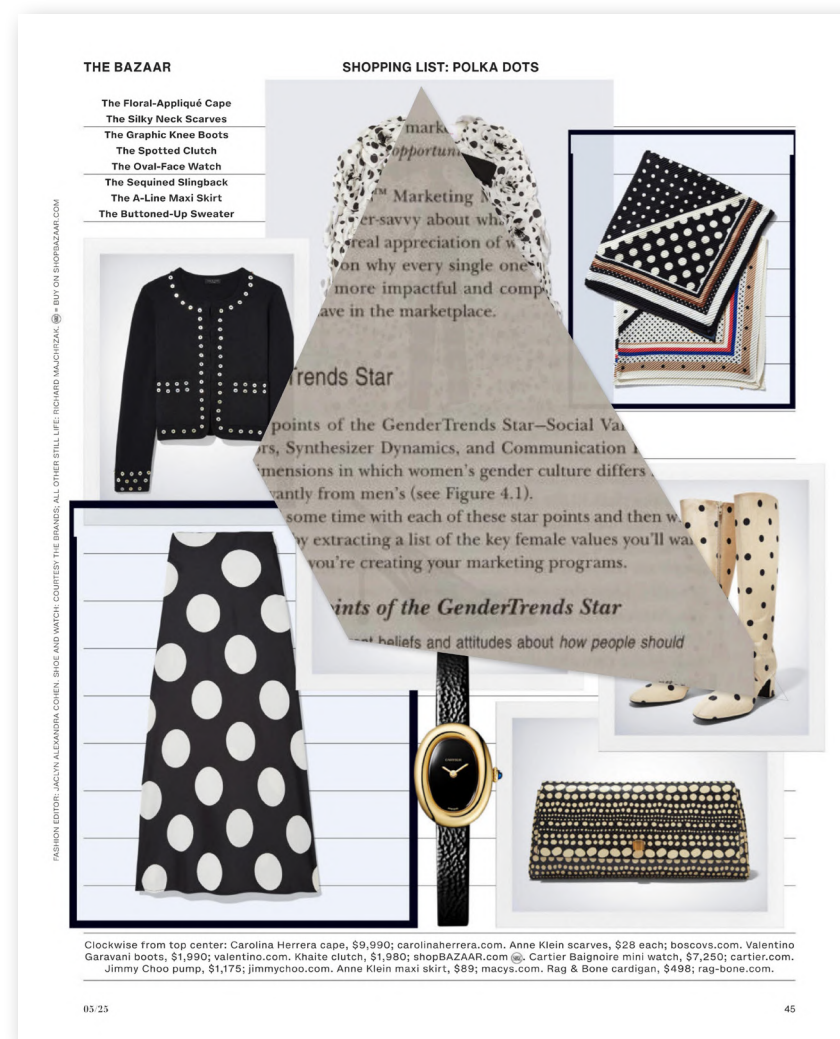 THE BAZAAR
SHOPPING LIST: POLKA DOTS
The Floral-Appliqué Cape
The Silky Neck Scarves
The Graphic Knee Boots
The Spotted Clutch
The Oval-Face Watch
The Sequined Slingback
The A-Line Maxi Skirt
The Buttoned-Up Sweater
FASHION EDITOR: JACLYN ALEXANDRA COHEN. SHOE AND WATCH: COURTESY THE BRANDS; ALL OTHER STILL LIFE: RICHARD MAJCHRZAK. = BUY ON SHOPBAZAAR.COM
™ Marketing
er-savvy about
real appreciation of
on why every single one
more impactful and
ave in the marketplace.
Trends Star
points of the GenderTrends Star—Social
rs, Synthesizer Dynamics, and Communication
imensions in which women's gender culture differs
antly from men's (see Figure 4.1).
some time with each of these star points and then
by extracting a list of the key female values you'll
you're creating your marketing programs.
ints of the GenderTrends Star
beliefs and attitudes about how people should
Clockwise from top center: Carolina Herrera cape, $9,990; carolinaherrera.com. Anne Klein scarves, $28 each; boscovs.com. Valentino
Garavani boots, $1,990; valentino.com. Khaite clutch, $1,980; shopBAZAAR.com. Cartier Baignoire mini watch, $7,250; cartier.com.
Jimmy Choo pump, $1,175; jimmychoo.com. Anne Klein maxi skirt, $89; macys.com. Rag & Bone cardigan, $498; rag-bone.com.
05/25
45